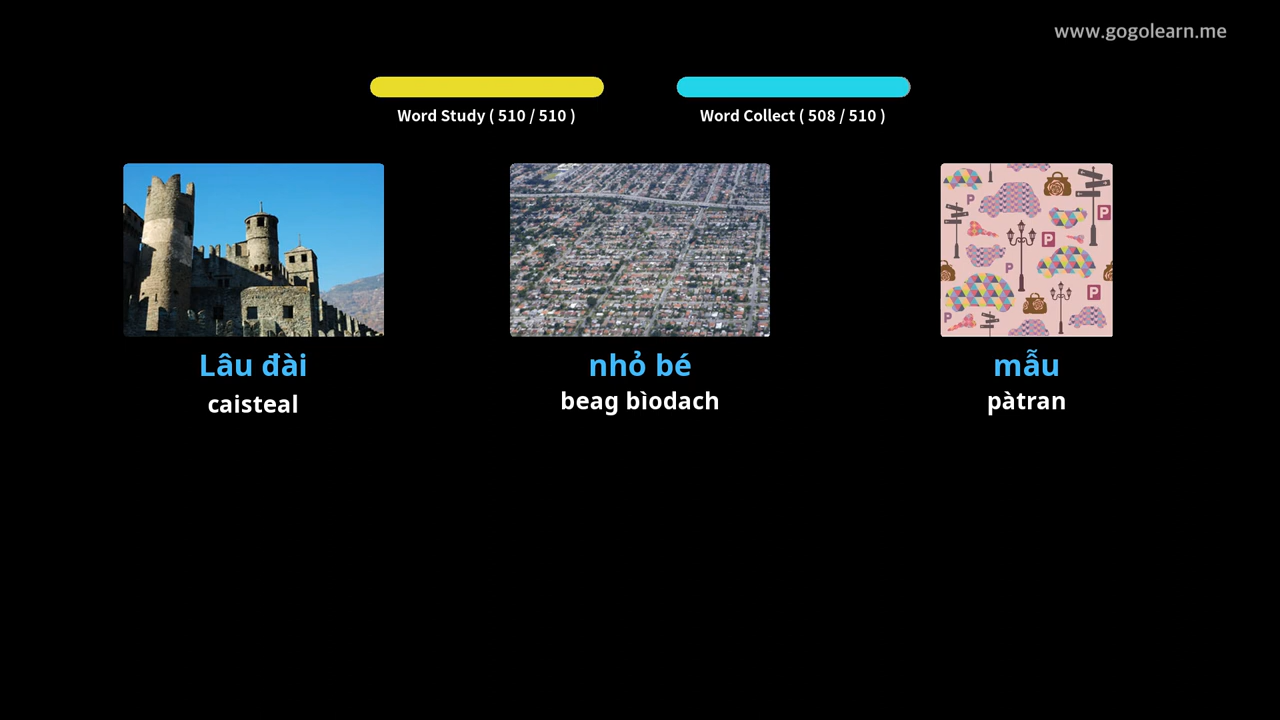 www.gogolearn.me
Word Study ( 510 / 510 )
Word Collect ( 508 / 510 )
P
P
P
P
P
P
Lâu đài
nhỏ bé
mẫu
caisteal
beag bìodach
pàtran